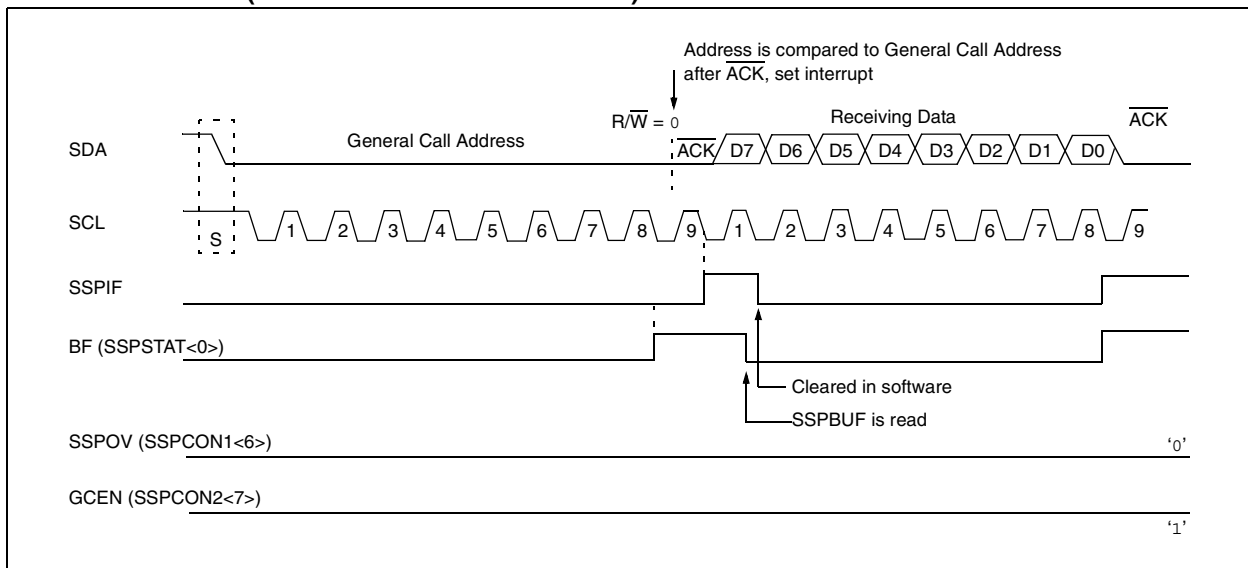 Address is compared to General Call Address
after ACK, set interrupt
R/W = 0
Receiving Data
ACK
General Call Address
SDA
ACK D7 D6 D5 D4 D3 D2 D1 D0
SCL
S
1 2 3 4 5 6 7 8 9 1 2 3 4 5 6 7 8 9
SSPIF
BF (SSPSTAT<0>)
Cleared in software
SSPBUF is read
SSPOV (SSPCON1<6>)
‘0’
GCEN (SSPCON2<7>)
‘1’